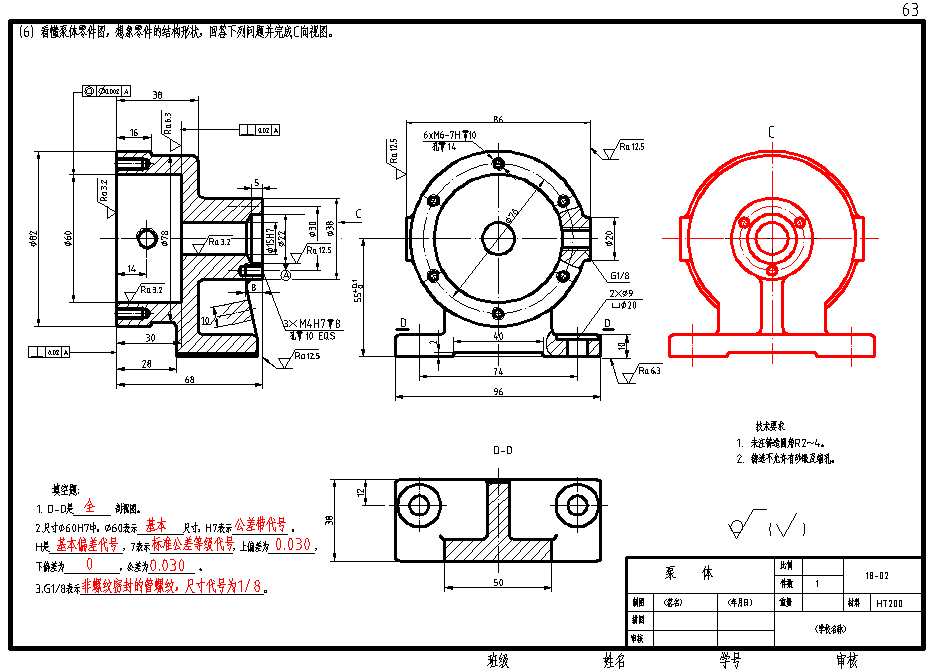 63
(6) 看懂泵体零件图，想象零件的结构形状，回答下列问题并完成C向视图。
◎ Ø0.002 A
38
16
Ra6.3
⊥ 0.02 A
5
Ra3.2
Φ82
Φ60
Φ78
14
Ra3.2
Ra3.2
Φ15H7
Φ22
Φ30
Φ38
C
Ra12.5
A
8
10
3×M4H7↧8
孔↧10 EQS
30
28
68
Ra12.5
⊥ 0.02 A
86
6×M6-7H↧10
孔↧14
Ra12.5
Ra12.5
Φ70
Φ20
G1/8
2×Φ9
⌴Φ20
D
D
2
40
10
74
96
Ra6.3
C
技术要求
1. 未注铸造圆角R2～4。
2. 铸造不允许有砂眼及缩孔。
D-D
12
38
50
填空题：
1. D-D是 全 剖视图。
2.尺寸Φ60H7中，Φ60表示 基本 尺寸，H7表示 公差带代号 。
H是 基本偏差代号 ，7表示 标准公差等级代号，上偏差为 0.030 ，
下偏差为 0 ，公差为0.030 。
3.G1/8表示非螺纹密封的管螺纹，尺寸代号为1/8 。
泵 体
比例
件数 1
18-02
制图 (签名) (年月日)
重量
材料 HT200
描图
审核
(学校名称)
班级 姓名 学号 审核